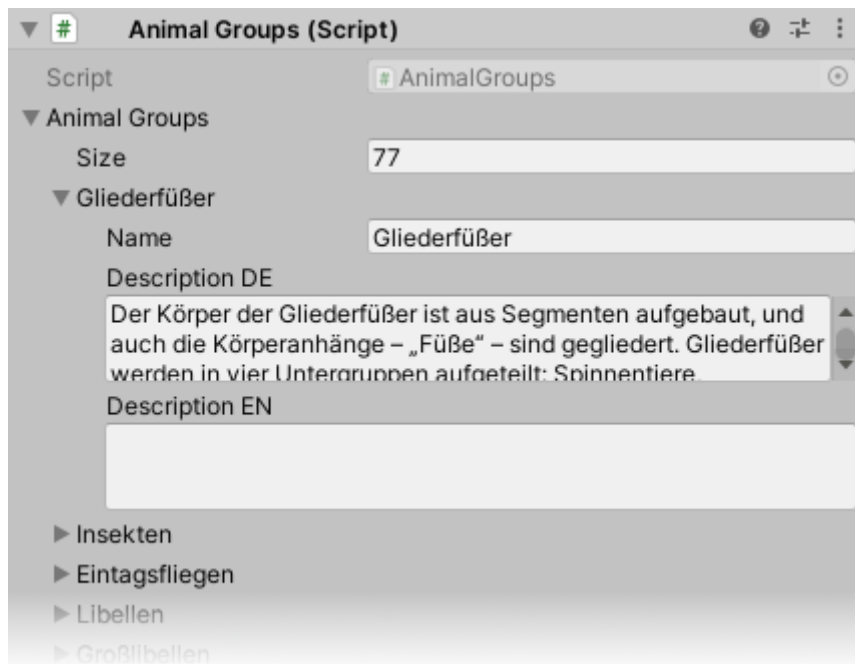 # Animal Groups (Script)
Script # AnimalGroups
Animal Groups
Size 77
Gliederfüßer
Name Gliederfüßer
Description DE
Der Körper der Gliederfüßer ist aus Segmenten aufgebaut, und
auch die Körperanhänge – „Füße“ – sind gegliedert. Gliederfüßer
werden in vier Untergruppen aufgeteilt: Spinnentiere,
Description EN
Insekten
Eintagsfliegen
Libellen
Großlibellen